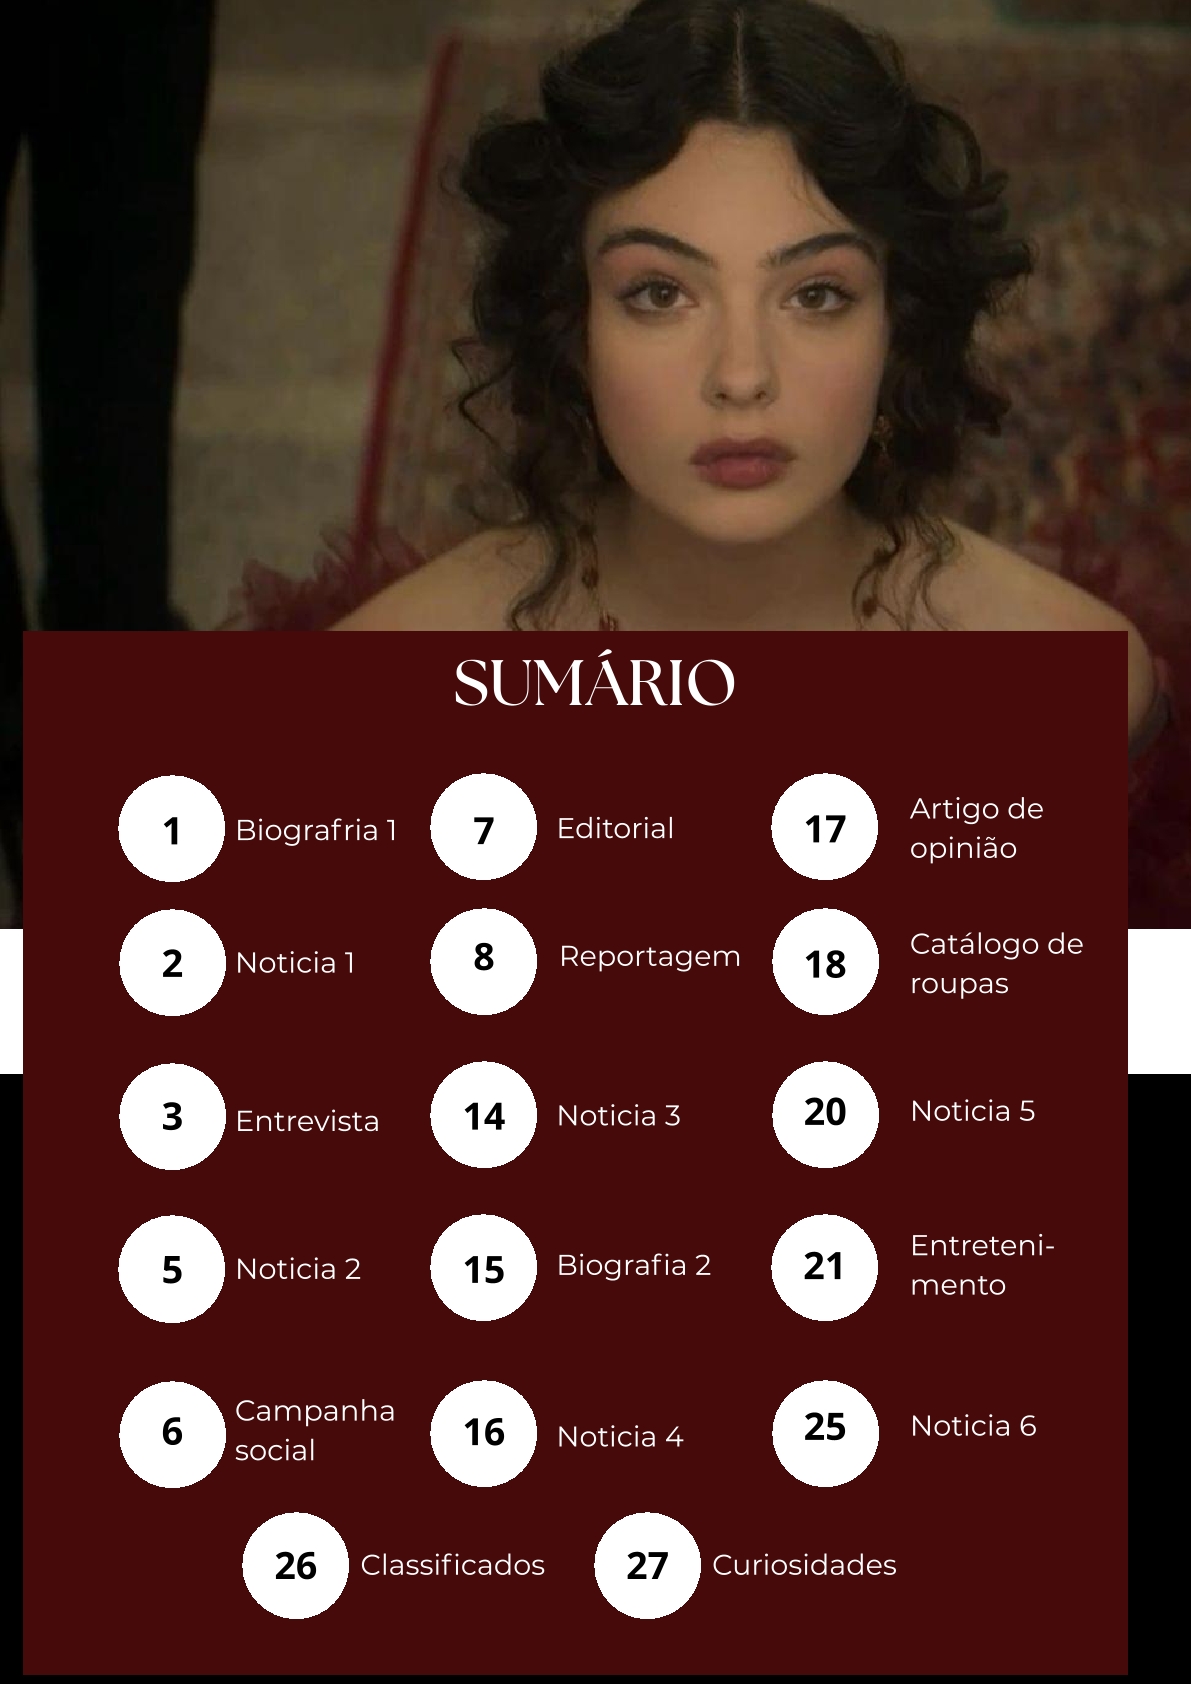 SUMÁRIO
1
Biografria 1
2
Noticia 1
3
Entrevista
5
Noticia 2
6
Campanha
social
7
Editorial
8
Reportagem
14
Noticia 3
15
Biografia 2
16
Noticia 4
17
Artigo de
opinião
18
Catálogo de
roupas
20
Noticia 5
21
Entreteni-
mento
25
Noticia 6
26
Classificados
27
Curiosidades